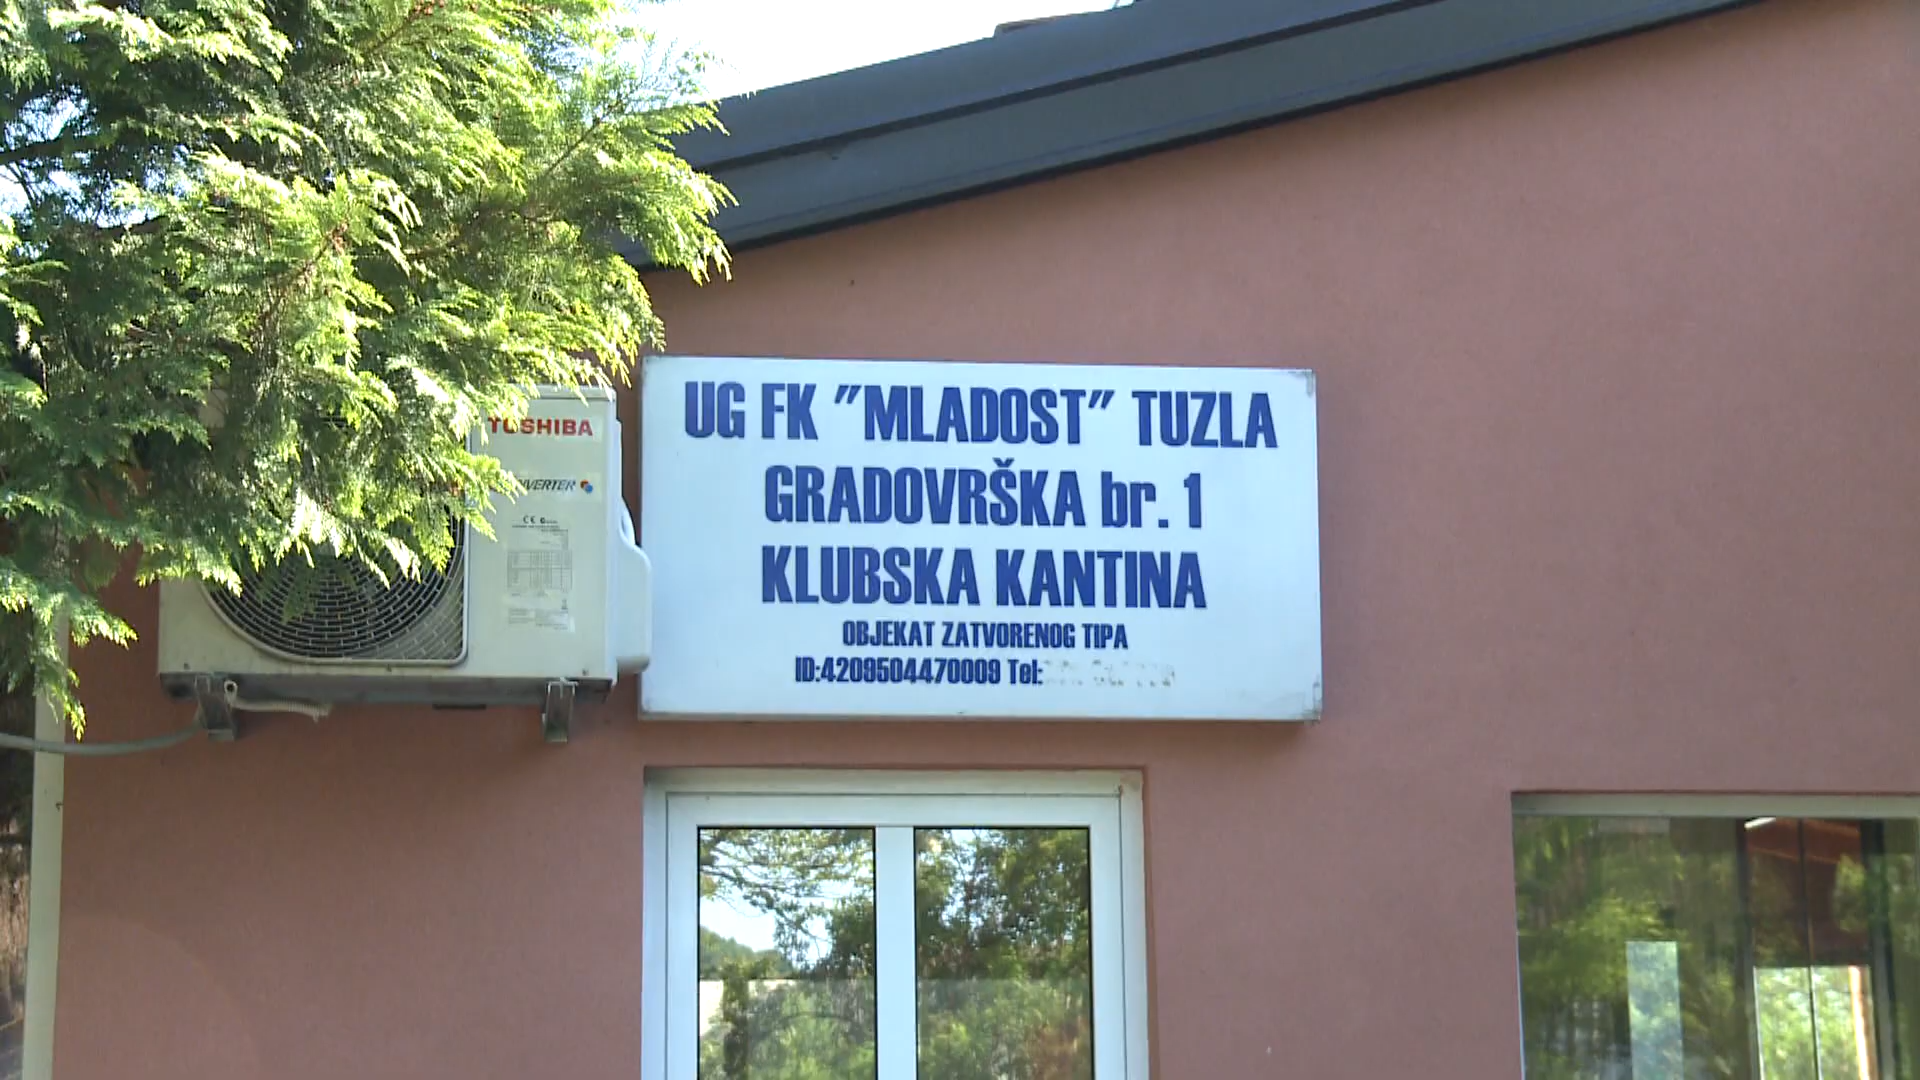 UG FK "MLADOST" TUZLA
GRADOVRŠKA br. 1
KLUBSKA KANTINA
OBJEKAT ZATVORENOG TIPA
ID:4209504470009 Tel:
TOSHIBA